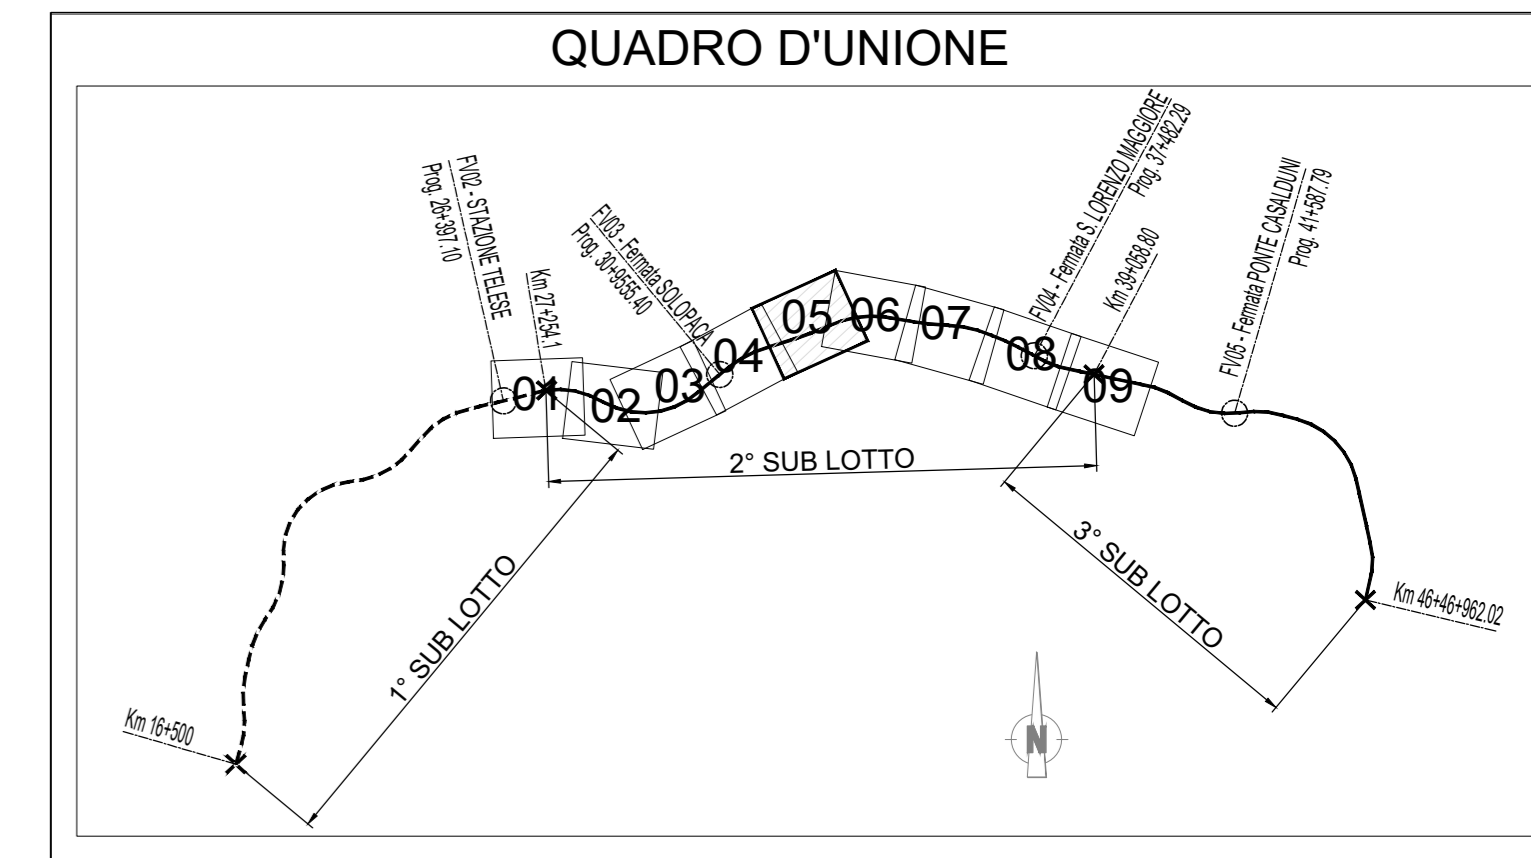 QUADRO D'UNIONE
FV02 - STAZIONE TELESE
Prog. 26+397.10
Km 27+254.1
FV03 - Fermata SOLOPACA
Prog. 30+9555.40
FV04 - Fermata S. LORENZO MAGGIORE
Prog. 37+482.29
Km 39+058.80
FV05 - Fermata PONTE CASALDUNI
Prog. 41+587.79
01
02
03
04
05
06
07
08
09
2° SUB LOTTO
1° SUB LOTTO
3° SUB LOTTO
Km 46+46+962.02
Km 16+500
N